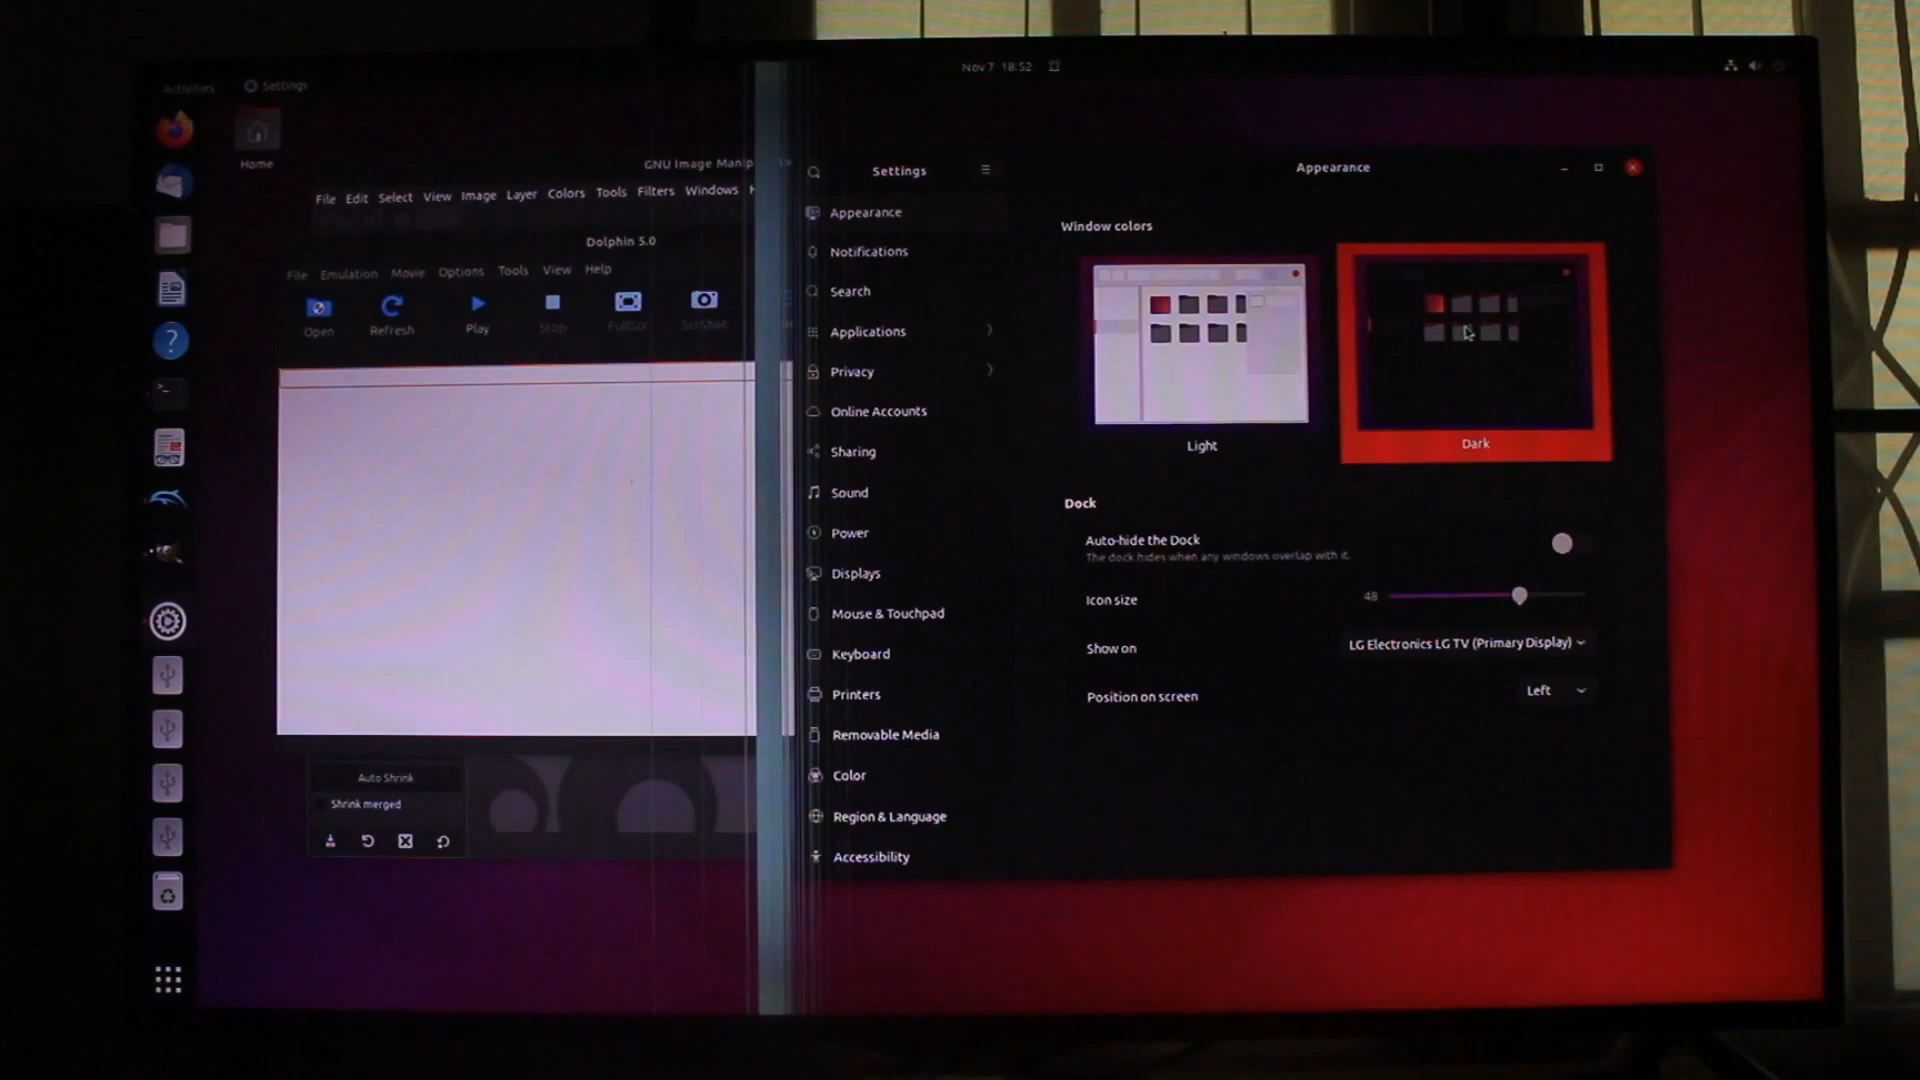 Activities
Settings
Nov 7 18:52
Home
GNU Image Manip
File Edit Select View Image Layer Colors Tools Filters Windows H
Dolphin 5.0
File Emulation Movie Options Tools View Help
Open Refresh Play Stop FullScr ScrShot
Auto Shrink
Shrink merged
Settings
Appearance
Notifications
Search
Applications
Privacy
Online Accounts
Sharing
Sound
Power
Displays
Mouse & Touchpad
Keyboard
Printers
Removable Media
Color
Region & Language
Accessibility
Appearance
Window colors
Light
Dark
Dock
Auto-hide the Dock
The dock hides when any windows overlap with it.
Icon size 48
Show on LG Electronics LG TV (Primary Display)
Position on screen Left